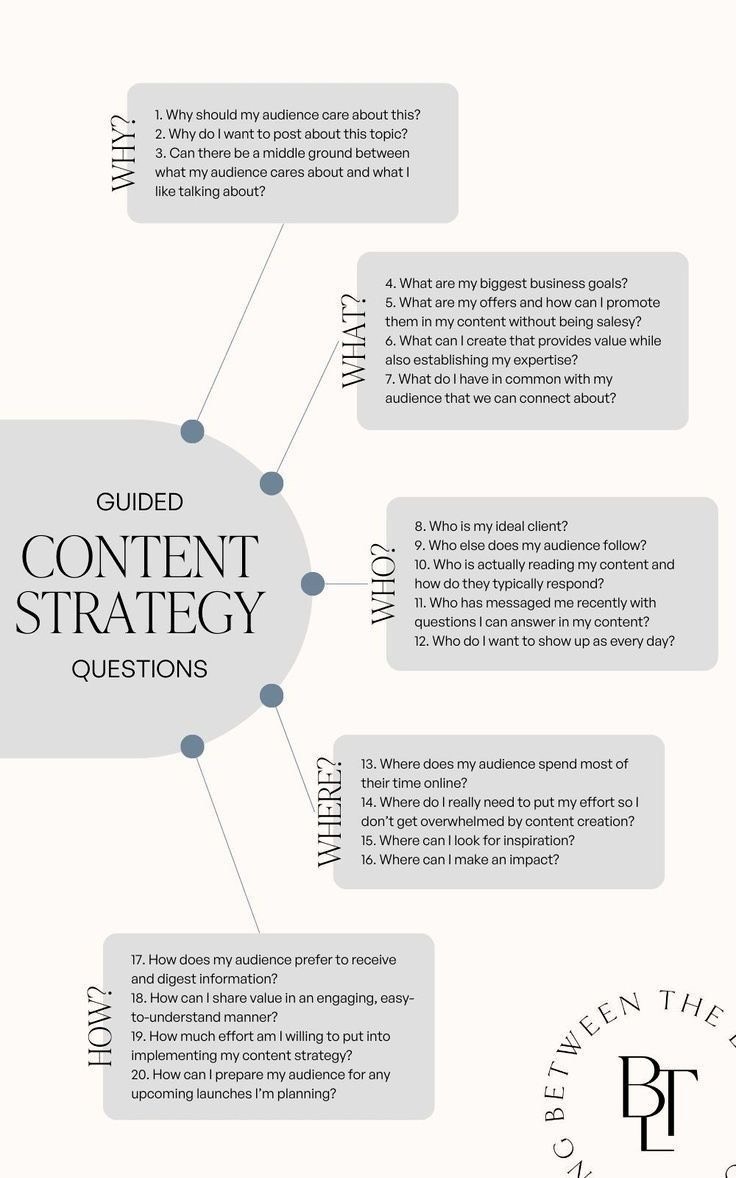 WHY?
1. Why should my audience care about this?
2. Why do I want to post about this topic?
3. Can there be a middle ground between
what my audience cares about and what I
like talking about?
WHAT?
4. What are my biggest business goals?
5. What are my offers and how can I promote
them in my content without being salesy?
6. What can I create that provides value while
also establishing my expertise?
7. What do I have in common with my
audience that we can connect about?
GUIDED
CONTENT
STRATEGY
QUESTIONS
WHO?
8. Who is my ideal client?
9. Who else does my audience follow?
10. Who is actually reading my content and
how do they typically respond?
11. Who has messaged me recently with
questions I can answer in my content?
12. Who do I want to show up as every day?
WHERE?
13. Where does my audience spend most of
their time online?
14. Where do I really need to put my effort so I
don't get overwhelmed by content creation?
15. Where can I look for inspiration?
16. Where can I make an impact?
HOW?
17. How does my audience prefer to receive
and digest information?
18. How can I share value in an engaging, easy-
to-understand manner?
19. How much effort am I willing to put into
implementing my content strategy?
20. How can I prepare my audience for any
upcoming launches I'm planning?
BETWEEN THE
BLT